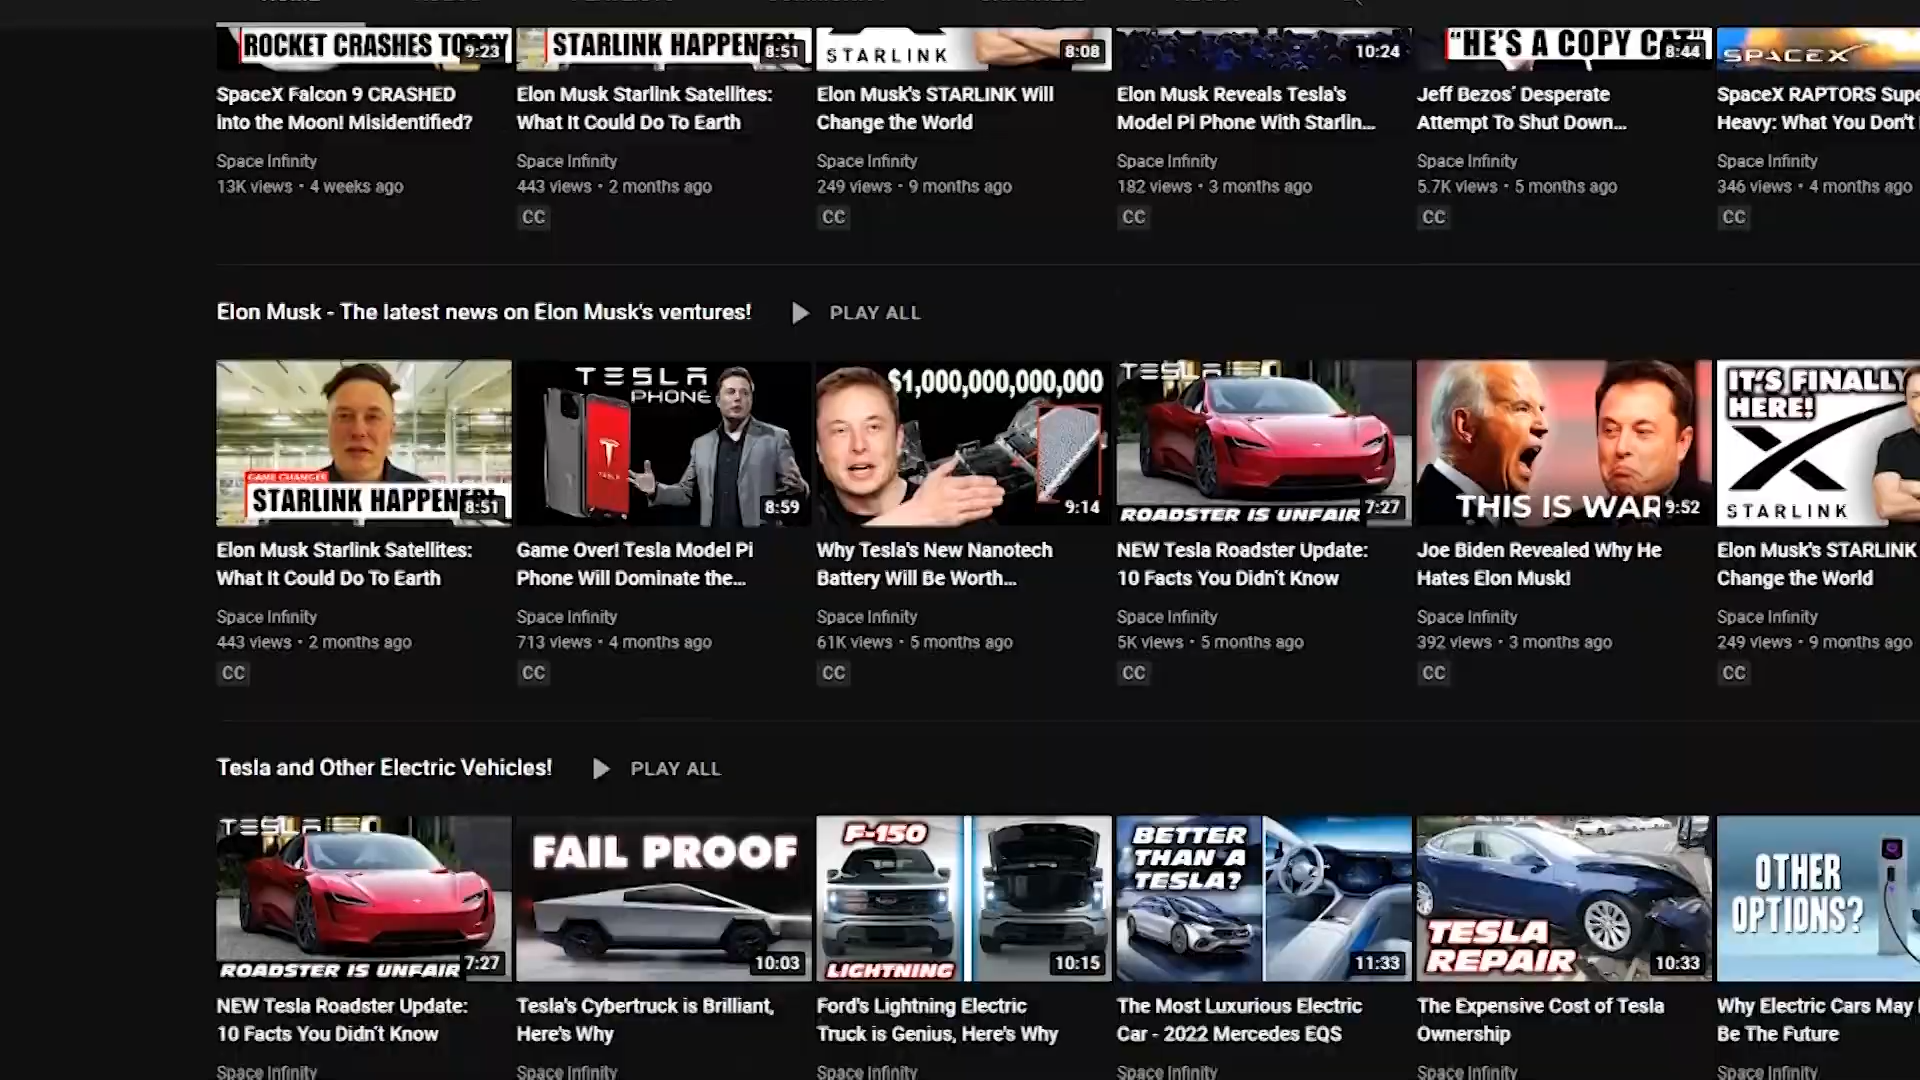 ROCKET CRASHES TODAY
9:23
STARLINK HAPPENED!
8:51
STARLINK
8:08
10:24
"HE'S A COPY CAT"
8:44
SPACEX
SpaceX Falcon 9 CRASHED
into the Moon! Misidentified?
Space Infinity
13K views • 4 weeks ago
Elon Musk Starlink Satellites:
What It Could Do To Earth
Space Infinity
443 views • 2 months ago
CC
Elon Musk's STARLINK Will
Change the World
Space Infinity
249 views • 9 months ago
CC
Elon Musk Reveals Tesla's
Model Pi Phone With Starlin...
Space Infinity
182 views • 3 months ago
CC
Jeff Bezos' Desperate
Attempt To Shut Down...
Space Infinity
5.7K views • 5 months ago
CC
SpaceX RAPTORS Supe
Heavy: What You Don't
Space Infinity
346 views • 4 months ago
CC
Elon Musk - The latest news on Elon Musk's ventures!
PLAY ALL
GAME CHANGER
STARLINK HAPPENED!
8:51
TESLA
PHONE
TESLA
8:59
$1,000,000,000,000
9:14
TESLA
ROADSTER IS UNFAIR
7:27
THIS IS WAR
9:52
IT'S FINALLY
HERE!
STARLINK
Elon Musk Starlink Satellites:
What It Could Do To Earth
Space Infinity
443 views • 2 months ago
CC
Game Over! Tesla Model Pi
Phone Will Dominate the...
Space Infinity
713 views • 4 months ago
CC
Why Tesla's New Nanotech
Battery Will Be Worth...
Space Infinity
61K views • 5 months ago
CC
NEW Tesla Roadster Update:
10 Facts You Didn't Know
Space Infinity
5K views • 5 months ago
CC
Joe Biden Revealed Why He
Hates Elon Musk!
Space Infinity
392 views • 3 months ago
CC
Elon Musk's STARLINK
Change the World
Space Infinity
249 views • 9 months ago
CC
Tesla and Other Electric Vehicles!
PLAY ALL
TESLA
ROADSTER IS UNFAIR
7:27
FAIL PROOF
10:03
F-150
LIGHTNING
10:15
BETTER
THAN A
TESLA?
11:33
TESLA
REPAIR
10:33
OTHER
OPTIONS?
NEW Tesla Roadster Update:
10 Facts You Didn't Know
Space Infinity
Tesla's Cybertruck is Brilliant,
Here's Why
Space Infinity
Ford's Lightning Electric
Truck is Genius, Here's Why
Space Infinity
The Most Luxurious Electric
Car - 2022 Mercedes EQS
Space Infinity
The Expensive Cost of Tesla
Ownership
Space Infinity
Why Electric Cars May
Be The Future
Space Infinity